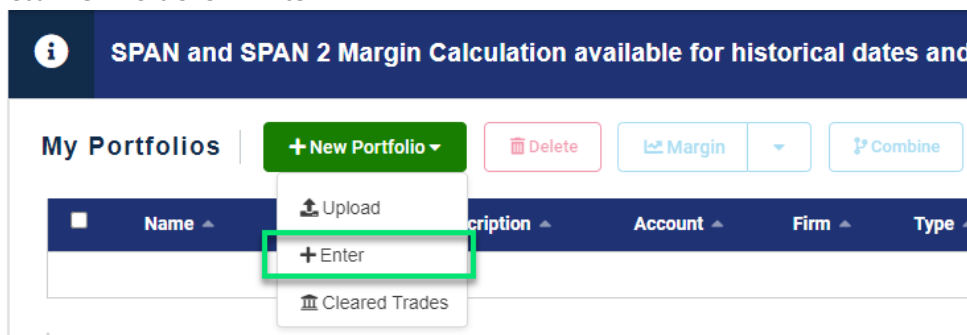 SPAN and SPAN 2 Margin Calculation available for historical dates and
My Portfolios
New Portfolio
Delete
Margin
Combine
Name
cription
Account
Firm
Type
Upload
Enter
Cleared Trades